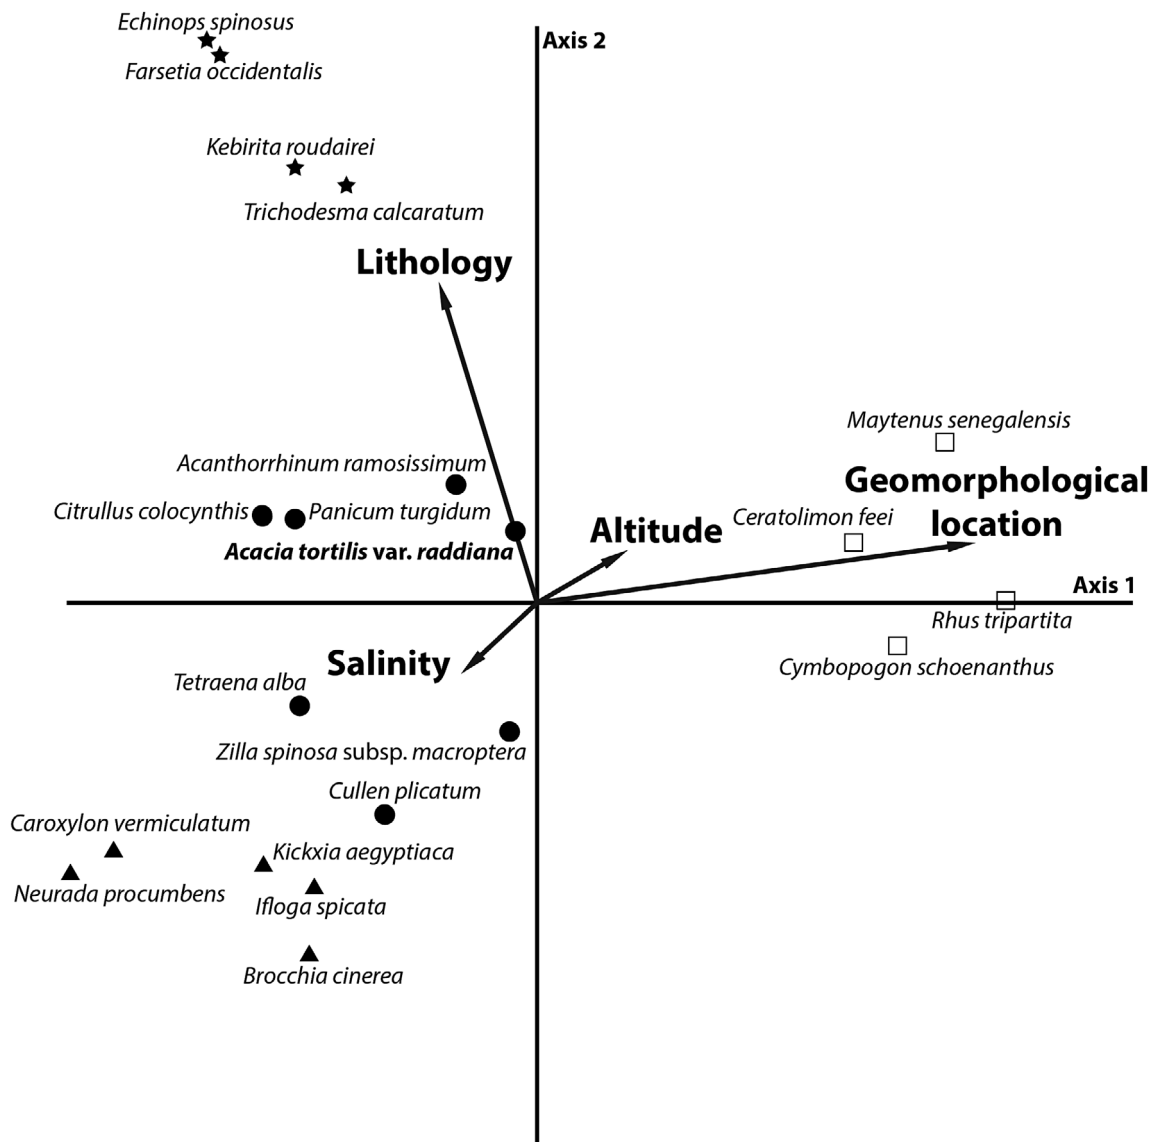 Echinops spinosus
Axis 2
Farsetia occidentalis
Kebirita roudairei
Trichodesma calcaratum
Lithology
Maytenus senegalensis
Acanthorrhinum ramosissimum
Geomorphological
location
Citrullus colocynthis
Panicum turgidum
Altitude
Ceratolimon feei
Acacia tortilis var. raddiana
Axis 1
Rhus tripartita
Salinity
Cymbopogon schoenanthus
Tetraena alba
Zilla spinosa subsp. macroptera
Cullen plicatum
Caroxylon vermiculatum
Kickxia aegyptiaca
Neurada procumbens
Ifloga spicata
Brocchia cinerea